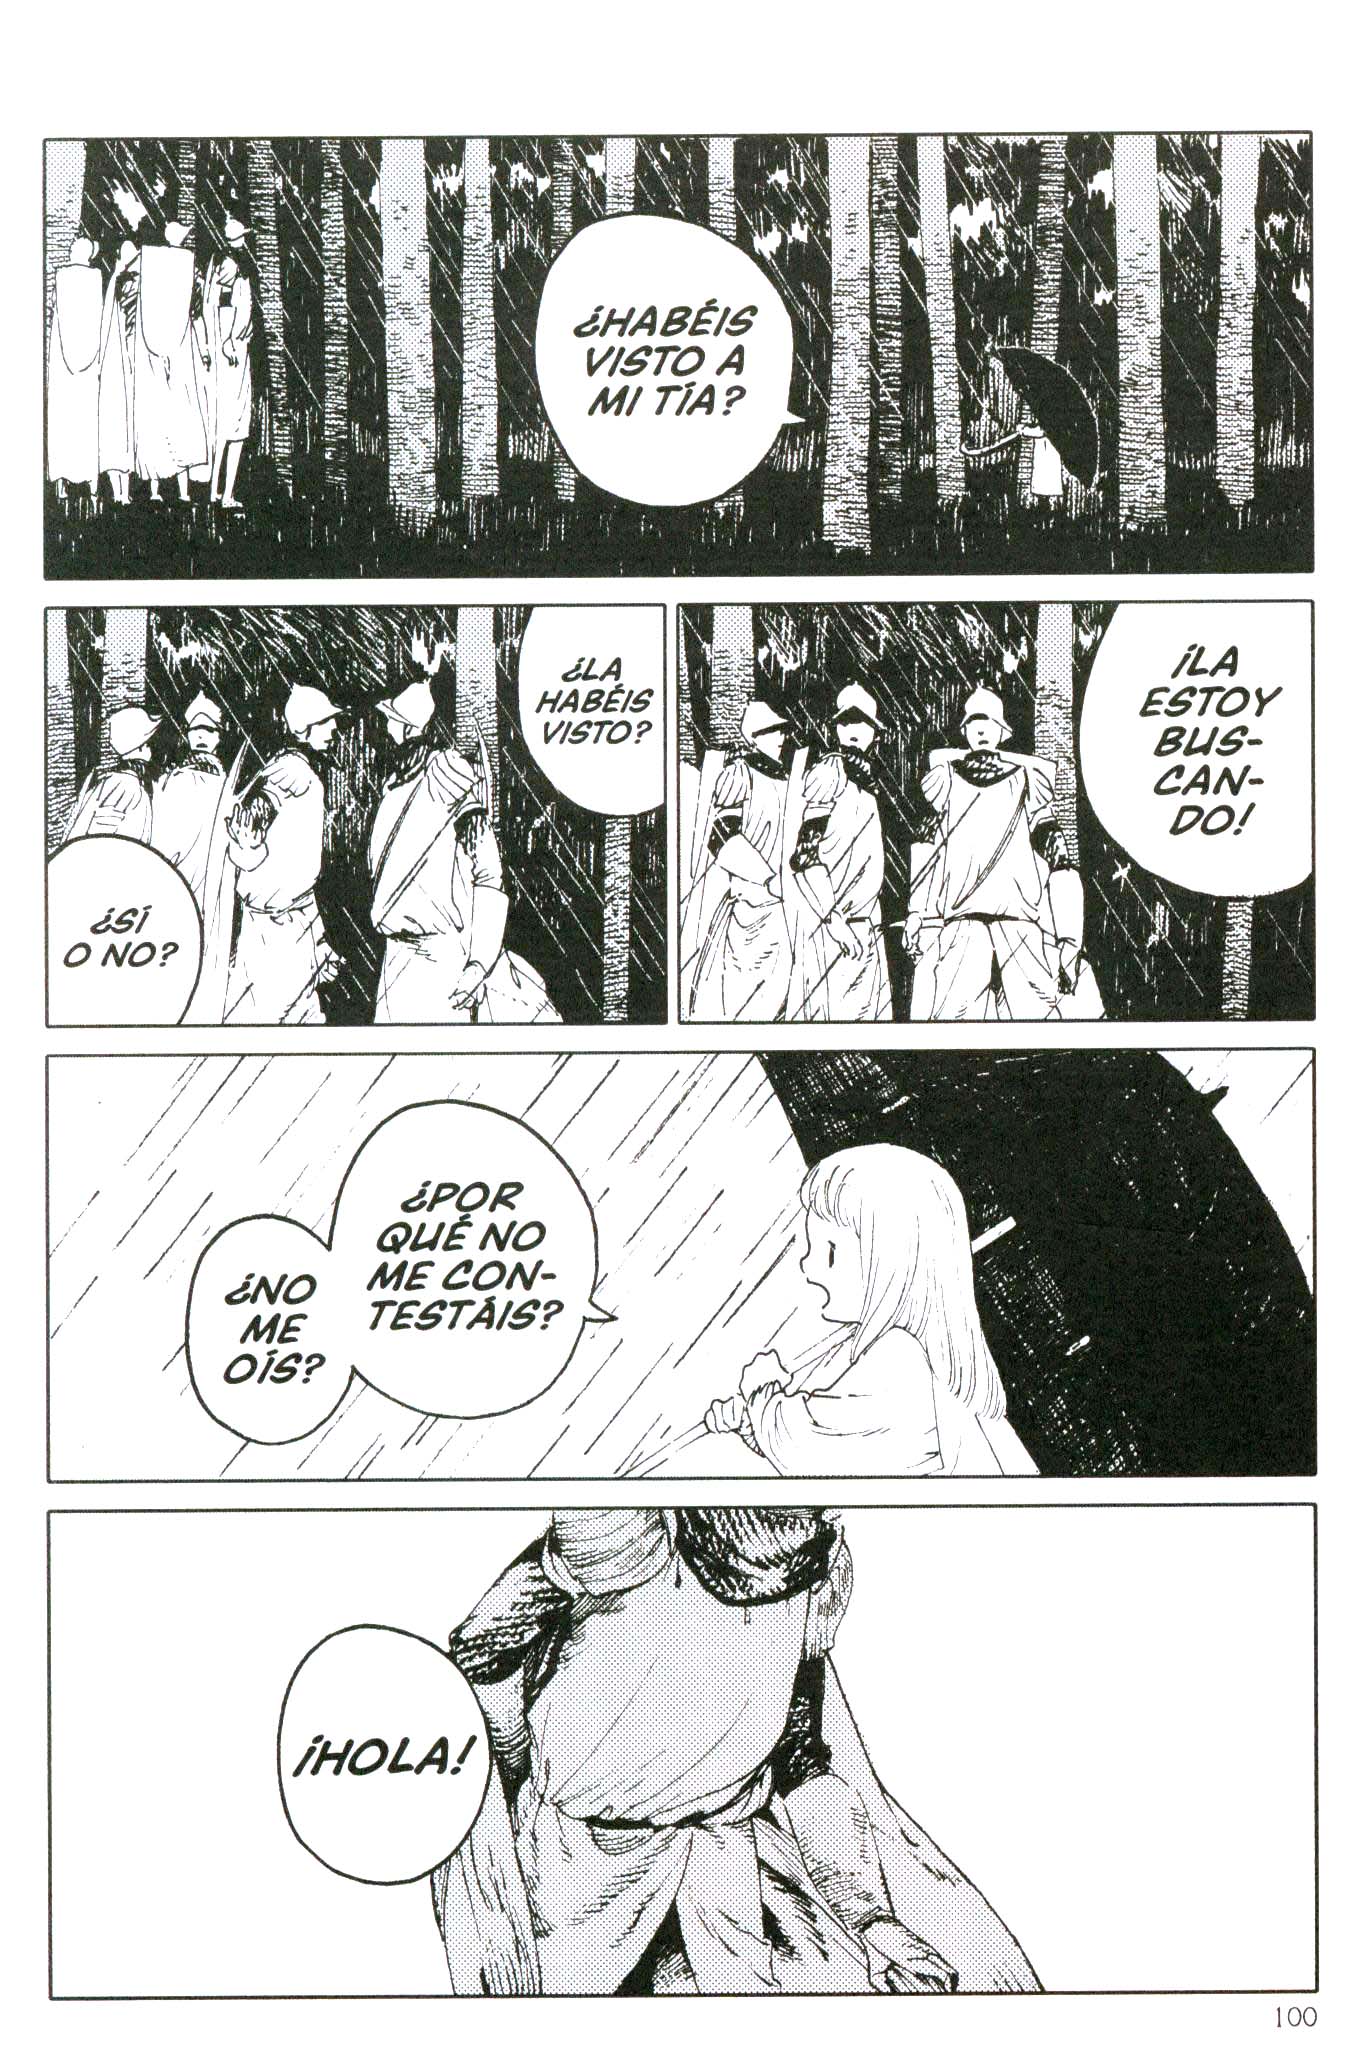 ¿HABÉIS
VISTO A
MI TÍA?
¡LA
ESTOY
BUS-
CAN-
DO!
¿LA
HABÉIS
VISTO?
¿SÍ
O NO?
¿POR
QUÉ NO
ME CON-
TESTÁIS?
¿NO
ME
OÍS?
¡HOLA!
100